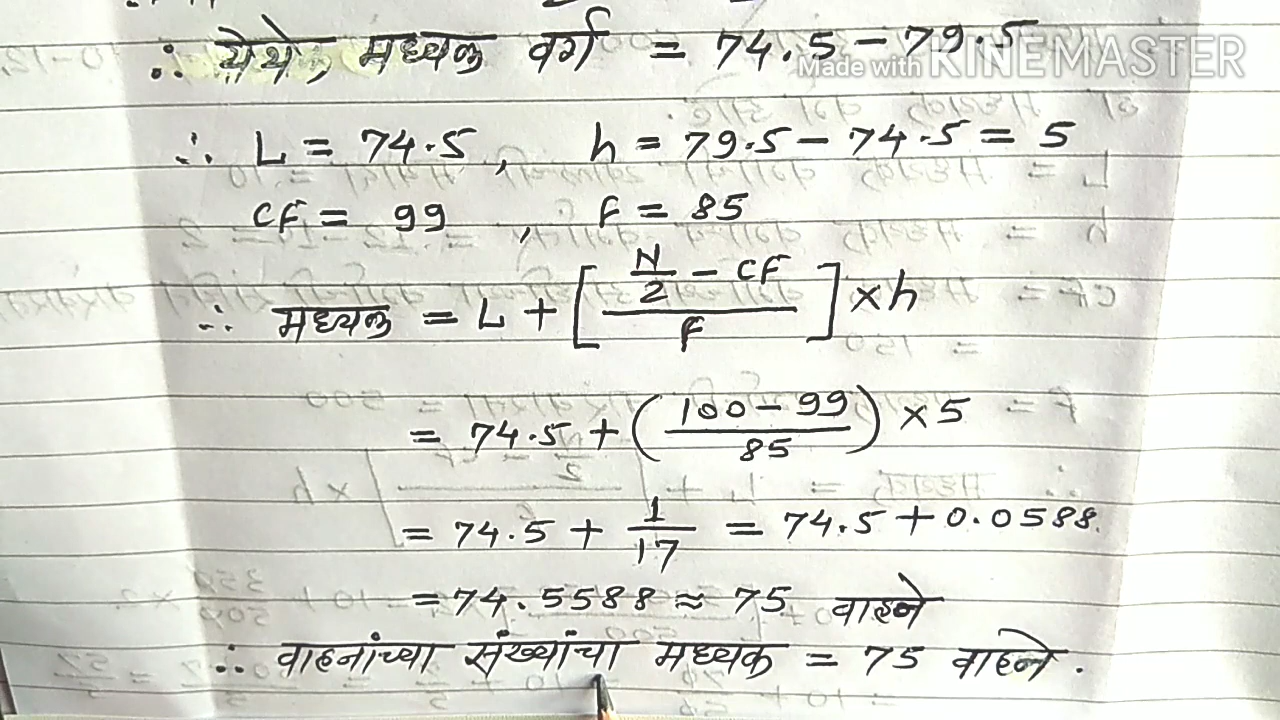 ∴ येथे, मध्यक वर्ग = 74.5 - 79.5
Made with KINEMASTER
∴ L = 74.5, h = 79.5 - 74.5 = 5
cf = 99, f = 85
∴ मध्यक = L + [ (N/2 - cf) / f ] × h
= 74.5 + ( (100 - 99) / 85 ) × 5
= 74.5 + 1/17 = 74.5 + 0.0588
= 74.5588 ≈ 75 वाहने
∴ वाहनांच्या संख्यांचा मध्यक = 75 वाहने.